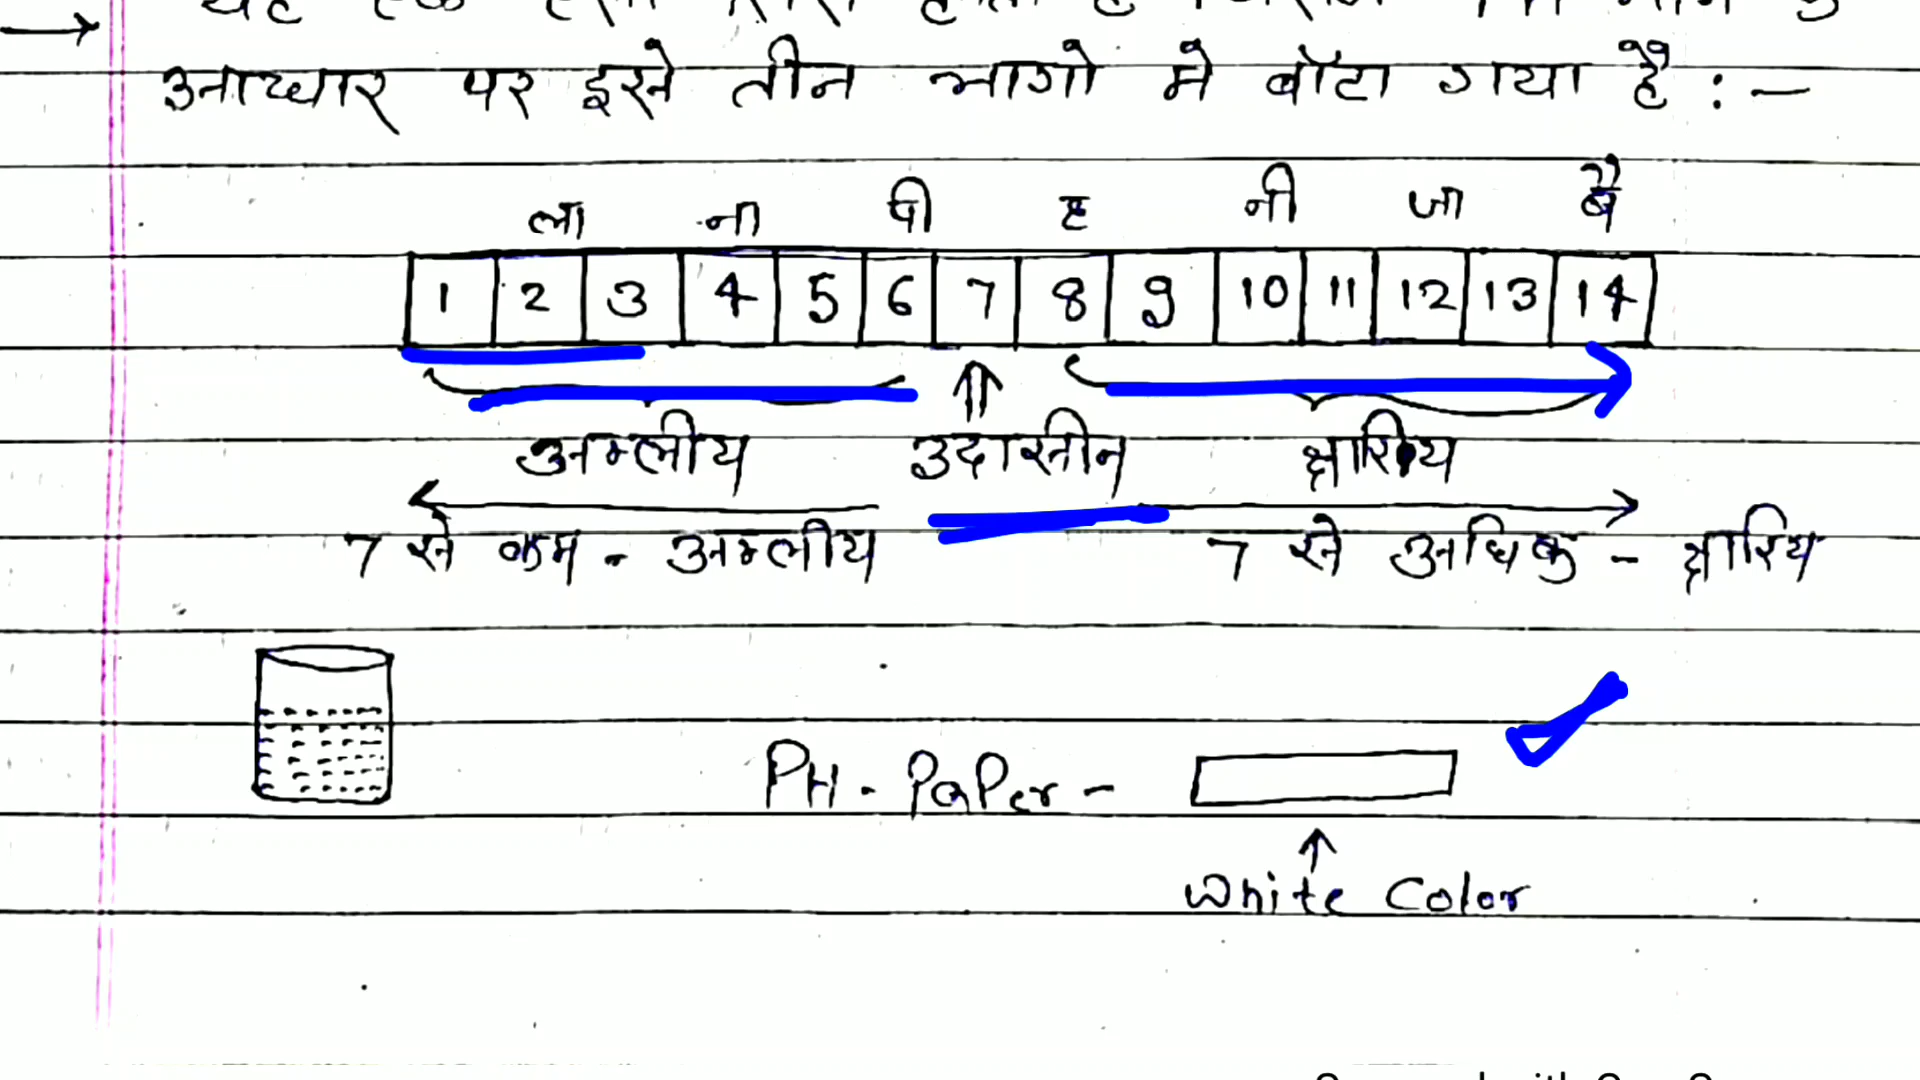 आधार पर इसे तीन भागो मे बॉटा गया है : -
ला ना पी ह नी जा बै
1 2 3 4 5 6 7 8 9 10 11 12 13 14
अम्लीय उदासीन क्षारिय
7 से कम - अम्लीय 7 से अधिक - क्षारिय
PH - PaPer -
White Color